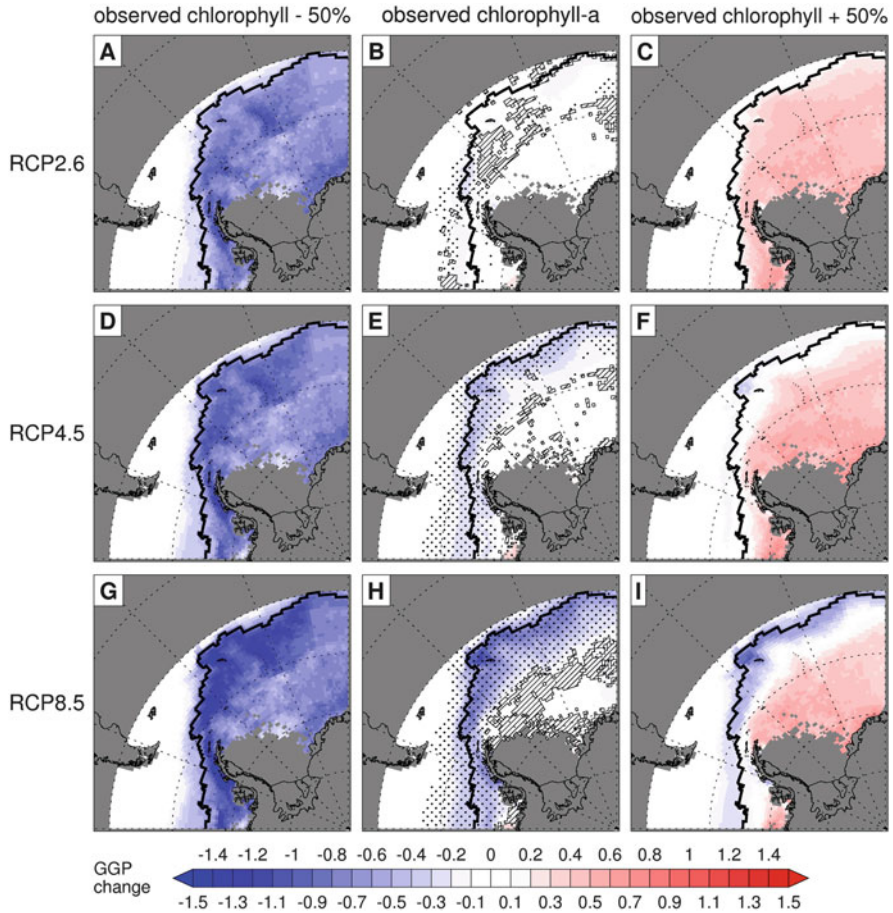 observed chlorophyll - 50% observed chlorophyll-a observed chlorophyll + 50%
A B C
RCP2.6
D E F
RCP4.5
G H I
RCP8.5
-1.4 -1.2 -1 -0.8 -0.6 -0.4 -0.2 0 0.2 0.4 0.6 0.8 1 1.2 1.4
GGP
change
-1.5 -1.3 -1.1 -0.9 -0.7 -0.5 -0.3 -0.1 0.1 0.3 0.5 0.7 0.9 1.1 1.3 1.5